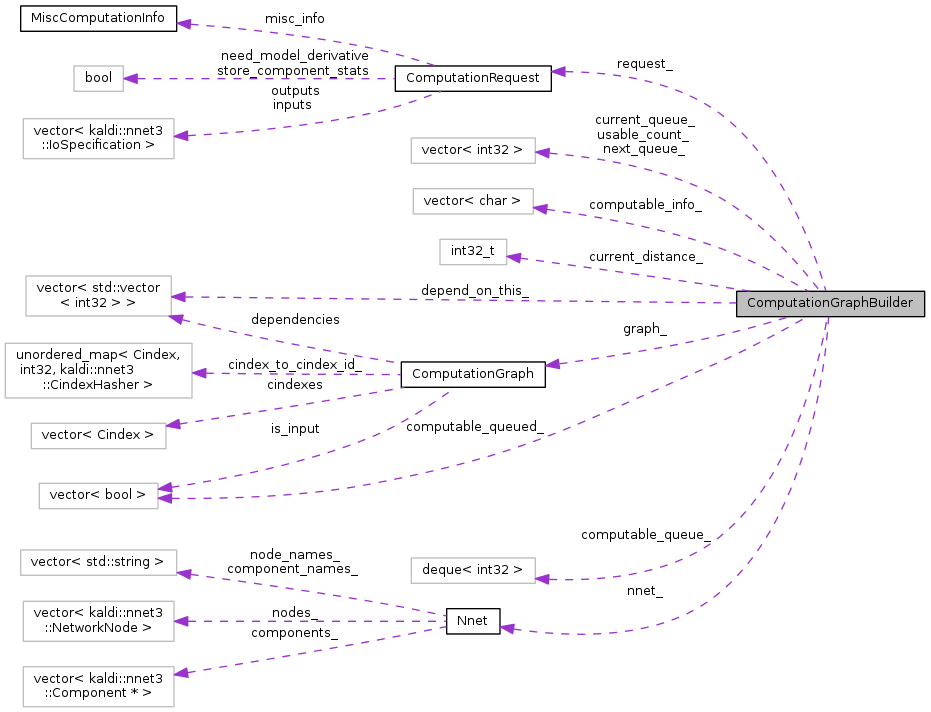 MiscComputationInfo
misc_info
need_model_derivative
store_component_stats
bool
ComputationRequest
request_
outputs
inputs
vector< kaldi::nnet3
::IoSpecification >
current_queue_
usable_count_
next_queue_
vector< int32 >
vector< char >
computable_info_
int32_t
current_distance_
vector< std::vector
< int32 > >
depend_on_this_
ComputationGraphBuilder
dependencies
graph_
unordered_map< Cindex,
int32, kaldi::nnet3
::CindexHasher >
cindex_to_cindex_id_
ComputationGraph
cindexes
vector< Cindex >
is_input
computable_queued_
vector< bool >
computable_queue_
vector< std::string >
node_names_
component_names_
deque< int32 >
nnet_
vector< kaldi::nnet3
::NetworkNode >
nodes_
Nnet
components_
vector< kaldi::nnet3
::Component * >